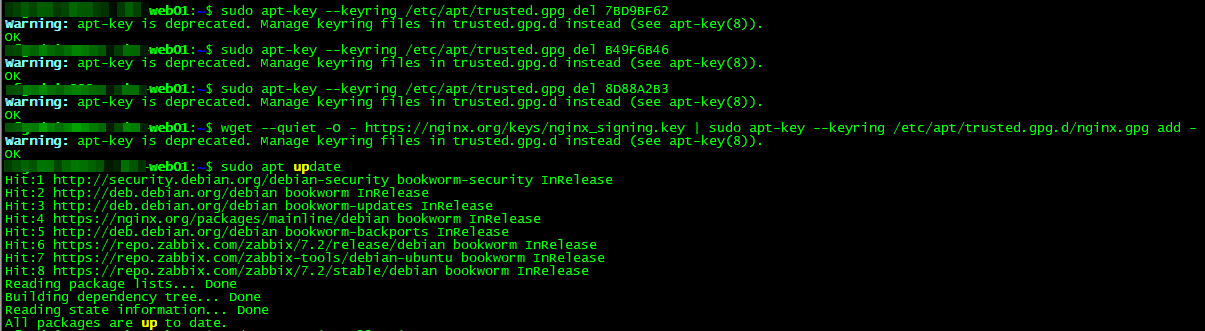 web01:~$ sudo apt-key --keyring /etc/apt/trusted.gpg del 7BD9BF62
Warning: apt-key is deprecated. Manage keyring files in trusted.gpg.d instead (see apt-key(8)).
OK
web01:~$ sudo apt-key --keyring /etc/apt/trusted.gpg del B49F6B46
Warning: apt-key is deprecated. Manage keyring files in trusted.gpg.d instead (see apt-key(8)).
OK
-web01:~$ sudo apt-key --keyring /etc/apt/trusted.gpg del 8D88A2B3
Warning: apt-key is deprecated. Manage keyring files in trusted.gpg.d instead (see apt-key(8)).
OK
-web01:~$ wget --quiet -O - https://nginx.org/keys/nginx_signing.key | sudo apt-key --keyring /etc/apt/trusted.gpg.d/nginx.gpg add -
Warning: apt-key is deprecated. Manage keyring files in trusted.gpg.d instead (see apt-key(8)).
OK
-web01:~$ sudo apt update
Hit:1 http://security.debian.org/debian-security bookworm-security InRelease
Hit:2 http://deb.debian.org/debian bookworm InRelease
Hit:3 http://deb.debian.org/debian bookworm-updates InRelease
Hit:4 https://nginx.org/packages/mainline/debian bookworm InRelease
Hit:5 http://deb.debian.org/debian bookworm-backports InRelease
Hit:6 https://repo.zabbix.com/zabbix/7.2/release/debian bookworm InRelease
Hit:7 https://repo.zabbix.com/zabbix-tools/debian-ubuntu bookworm InRelease
Hit:8 https://repo.zabbix.com/zabbix/7.2/stable/debian bookworm InRelease
Reading package lists... Done
Building dependency tree... Done
Reading state information... Done
All packages are up to date.